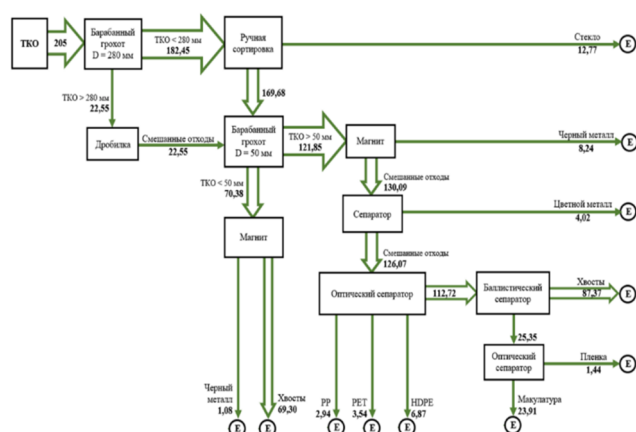 ТКО
205
Барабанный
грохот
D = 280 мм
ТКО < 280 мм
182,45
Ручная
сортировка
Стекло
12,77
E
ТКО > 280 мм
22,55
169,68
Дробилка
Смешанные отходы
22,55
Барабанный
грохот
D = 50 мм
ТКО > 50 мм
121,85
Магнит
Черный металл
8,24
E
ТКО < 50 мм
70,38
Смешанные отходы
130,09
Сепаратор
Цветной металл
4,02
E
Магнит
Смешанные отходы
126,07
Оптический сепаратор
112,72
Баллистический
сепаратор
Хвосты
87,37
E
25,35
Оптический
сепаратор
Пленка
1,44
E
Черный
металл
1,08
Хвосты
69,30
PP
2,94
PET
3,54
HDPE
6,87
Макулатура
23,91
E
E
E
E
E
E